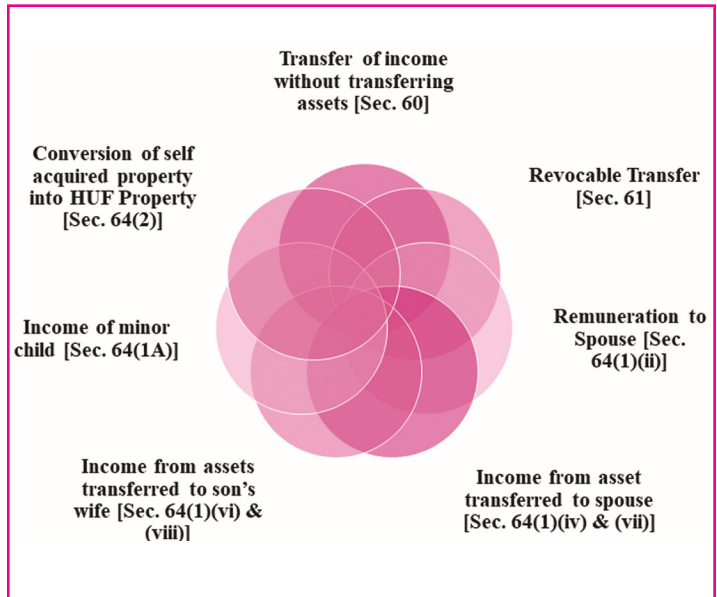 Transfer of income
without transferring
assets [Sec. 60]
Revocable Transfer
[Sec. 61]
Remuneration to
Spouse [Sec.
64(1)(ii)]
Income from asset
transferred to spouse
[Sec. 64(1)(iv) & (vii)]
Income from assets
transferred to son's
wife [Sec. 64(1)(vi) &
(viii)]
Income of minor
child [Sec. 64(1A)]
Conversion of self
acquired property
into HUF Property
[Sec. 64(2)]